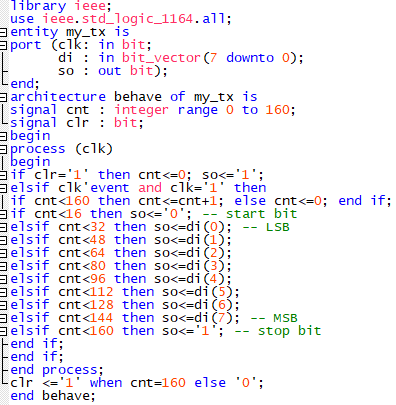 library ieee;
use ieee.std_logic_1164.all;
entity my_tx is
port (clk: in bit;
di : in bit_vector(7 downto 0);
so : out bit);
end;
architecture behave of my_tx is
signal cnt : integer range 0 to 160;
signal clr : bit;
begin
process (clk)
begin
if clr='1' then cnt<=0; so<='1';
elsif clk'event and clk='1' then
if cnt<160 then cnt<=cnt+1; else cnt<=0; end if;
if cnt<16 then so<='0'; -- start bit
elsif cnt<32 then so<=di(0); -- LSB
elsif cnt<48 then so<=di(1);
elsif cnt<64 then so<=di(2);
elsif cnt<80 then so<=di(3);
elsif cnt<96 then so<=di(4);
elsif cnt<112 then so<=di(5);
elsif cnt<128 then so<=di(6);
elsif cnt<144 then so<=di(7); -- MSB
elsif cnt<160 then so<='1'; -- stop bit
end if;
end if;
end process;
clr <='1' when cnt=160 else '0';
end behave;